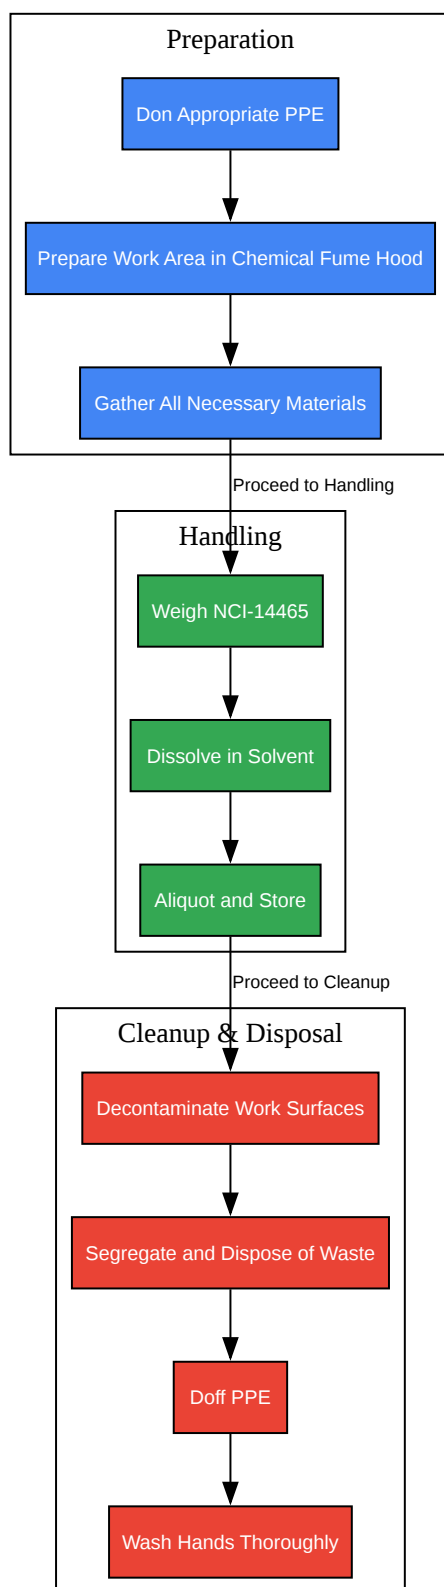 Preparation
Don Appropriate PPE
Prepare Work Area in Chemical Fume Hood
Gather All Necessary Materials
Proceed to Handling
Handling
Weigh NCI-14465
Dissolve in Solvent
Aliquot and Store
Proceed to Cleanup
Cleanup & Disposal
Decontaminate Work Surfaces
Segregate and Dispose of Waste
Doff PPE
Wash Hands Thoroughly